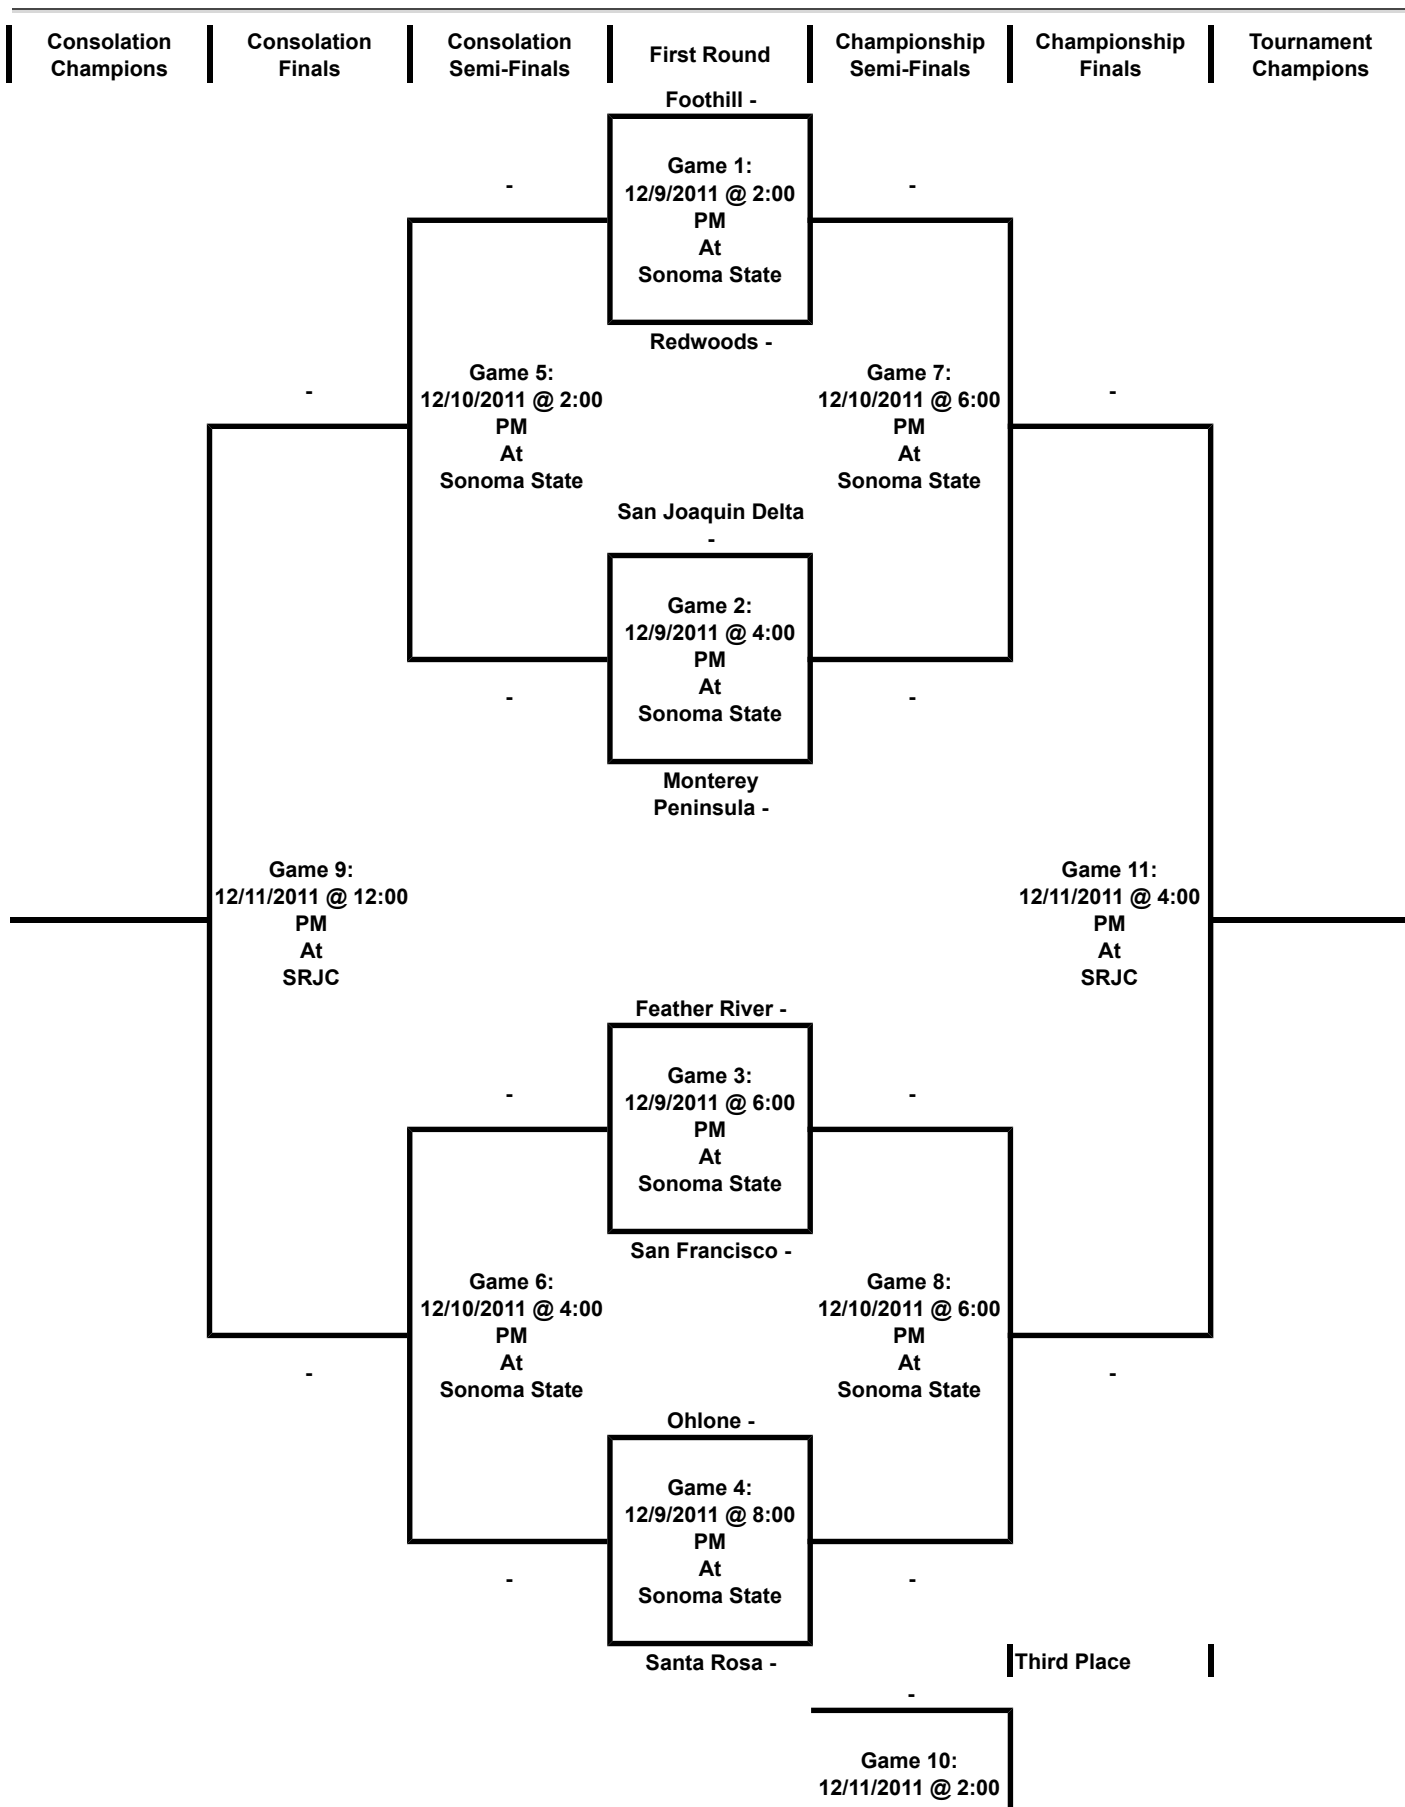 Consolation
Champions
Consolation
Finals
Consolation
Semi-Finals
First Round
Championship
Semi-Finals
Championship
Finals
Tournament
Champions
Foothill -
Game 1:
12/9/2011 @ 2:00
PM
At
Sonoma State
-
-
Redwoods -
Game 5:
12/10/2011 @ 2:00
PM
At
Sonoma State
Game 7:
12/10/2011 @ 6:00
PM
At
Sonoma State
-
-
San Joaquin Delta
-
Game 2:
12/9/2011 @ 4:00
PM
At
Sonoma State
-
-
Monterey
Peninsula -
Game 9:
12/11/2011 @ 12:00
PM
At
SRJC
Game 11:
12/11/2011 @ 4:00
PM
At
SRJC
Feather River -
Game 3:
12/9/2011 @ 6:00
PM
At
Sonoma State
-
-
San Francisco -
Game 6:
12/10/2011 @ 4:00
PM
At
Sonoma State
Game 8:
12/10/2011 @ 6:00
PM
At
Sonoma State
-
-
Ohlone -
Game 4:
12/9/2011 @ 8:00
PM
At
Sonoma State
-
-
Santa Rosa -
Third Place
-
Game 10:
12/11/2011 @ 2:00